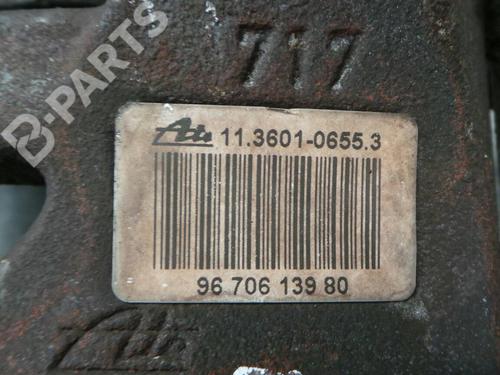 B-PARTS
717
Ate 11.3601-0655.3
96 706 139 80
Ate